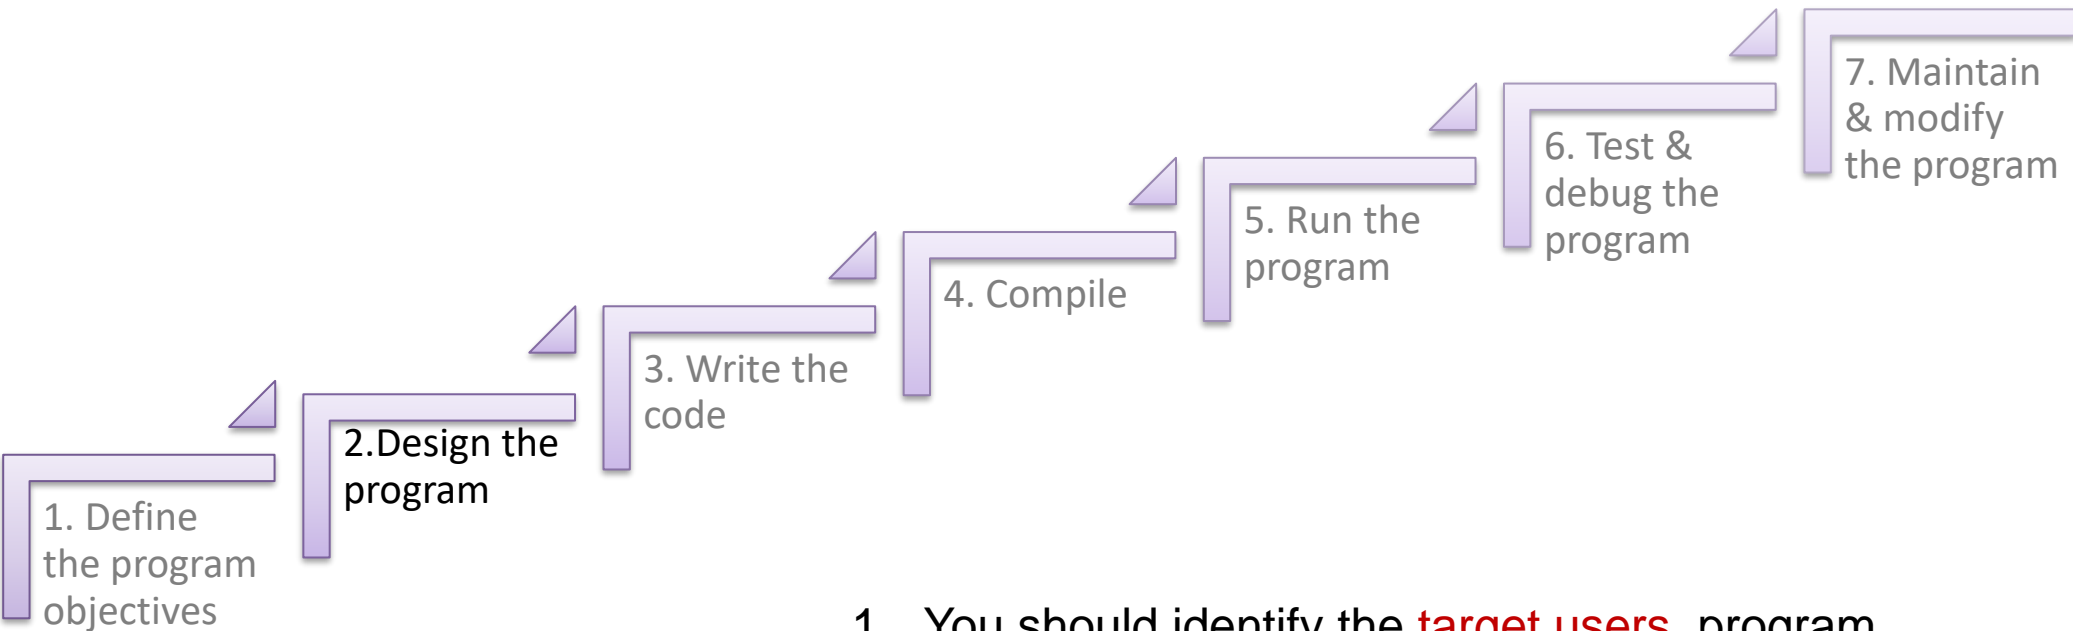 1. Define
the program
objectives
2.Design the
program
3. Write the
code
4. Compile
5. Run the
program
6. Test &
debug the
program
7. Maintain
& modify
the program
1. You should identify the target users, program